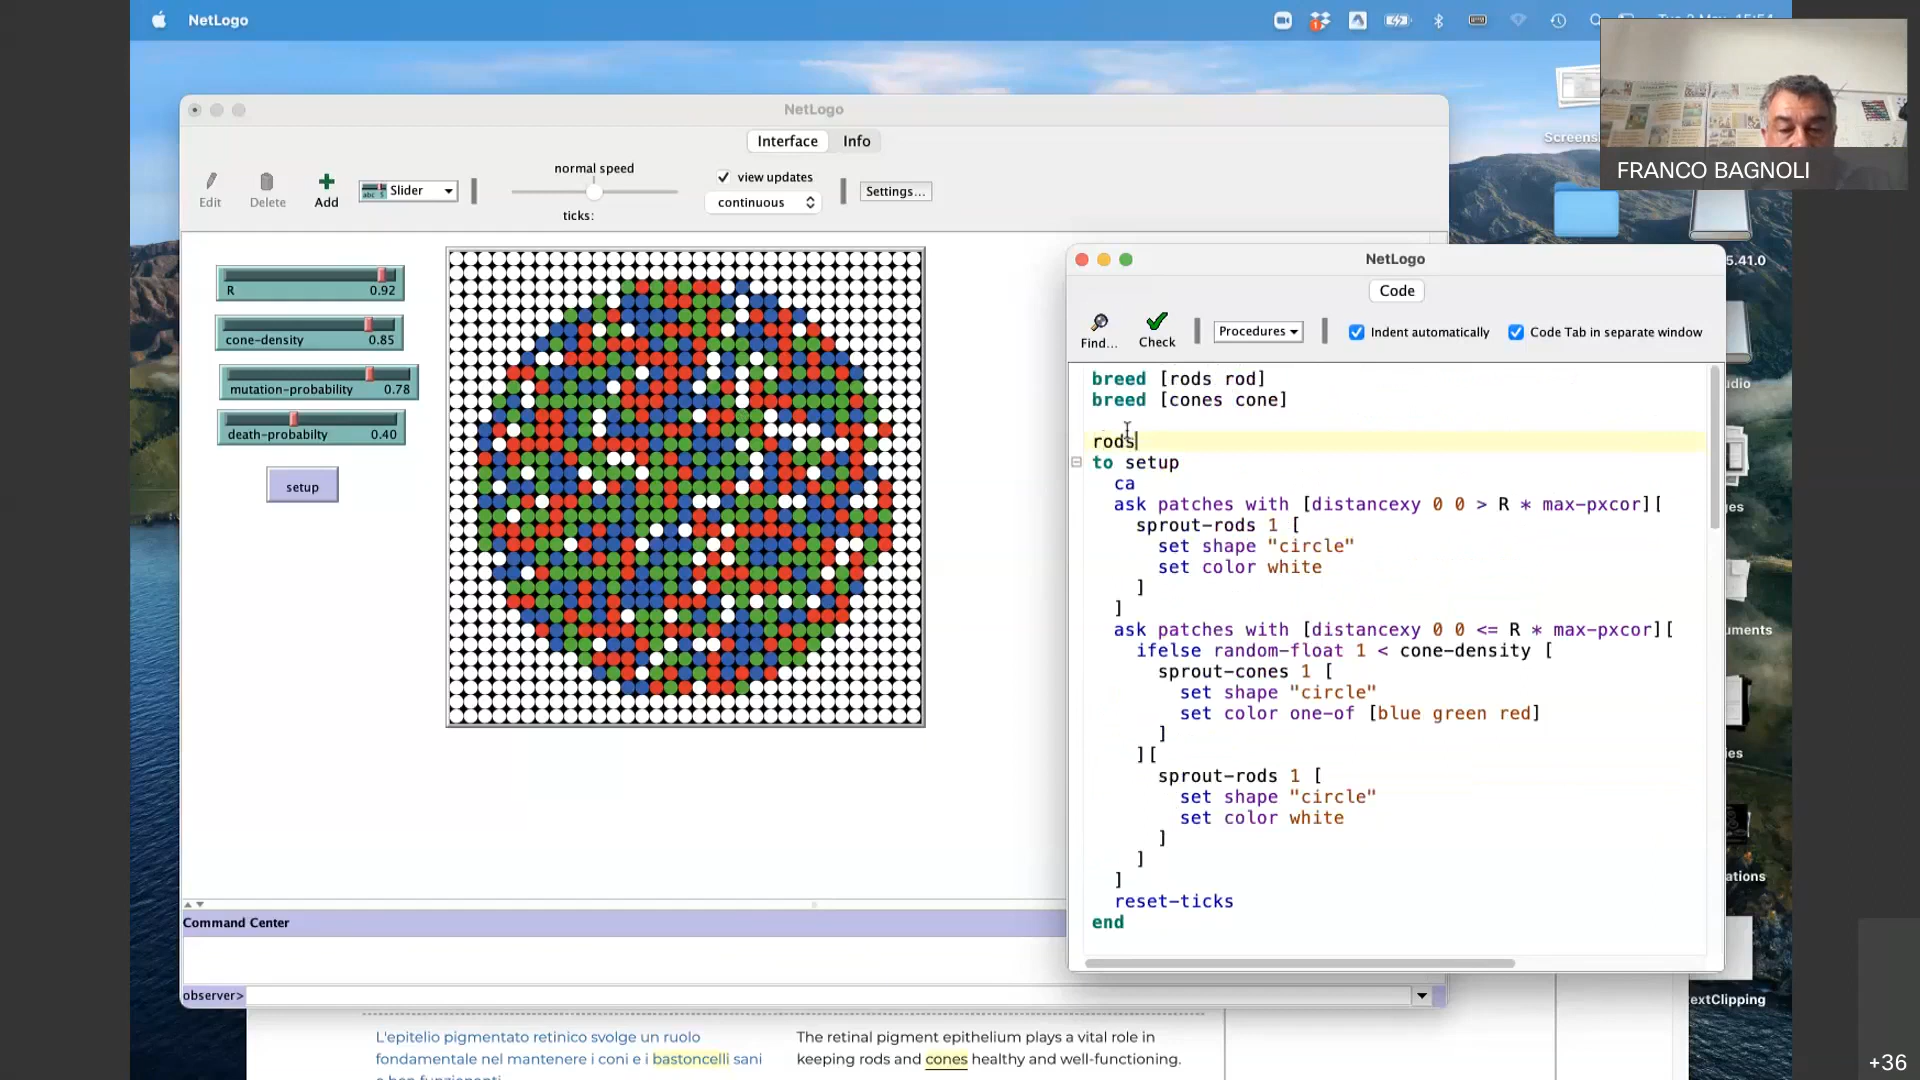 NetLogo
FRANCO BAGNOLI
NetLogo
Interface
Info
Edit
Delete
Add
Slider
normal speed
ticks:
view updates
continuous
Settings...
R 0.92
cone-density 0.85
mutation-probability 0.78
death-probabilty 0.40
setup
5.41.0
NetLogo
Code
Find...
Check
Procedures
Indent automatically
Code Tab in separate window
breed [rods rod]
breed [cones cone]
rods
to setup
ca
ask patches with [distancexy 0 0 > R * max-pxcor][
sprout-rods 1 [
set shape "circle"
set color white
]
]
ask patches with [distancexy 0 0 <= R * max-pxcor][
ifelse random-float 1 < cone-density [
sprout-cones 1 [
set shape "circle"
set color one-of [blue green red]
]
][
sprout-rods 1 [
set shape "circle"
set color white
]
]
]
reset-ticks
end
Command Center
observer>
L'epitelio pigmentato retinico svolge un ruolo
fondamentale nel mantenere i coni e i bastoncelli sani
The retinal pigment epithelium plays a vital role in
keeping rods and cones healthy and well-functioning.
+36